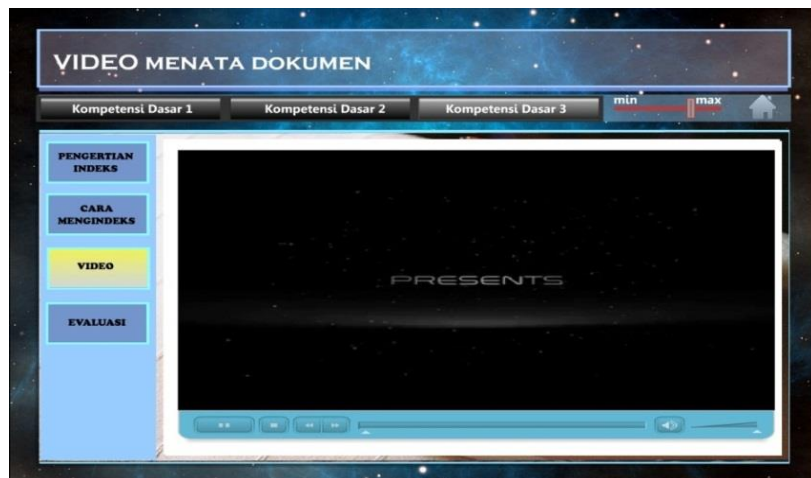 VIDEO MENATA DOKUMEN
Kompetensi Dasar 1
Kompetensi Dasar 2
Kompetensi Dasar 3
min
max
PENGERTIAN
INDEKS
CARA
MENGINDEKS
VIDEO
EVALUASI
PRESENTS